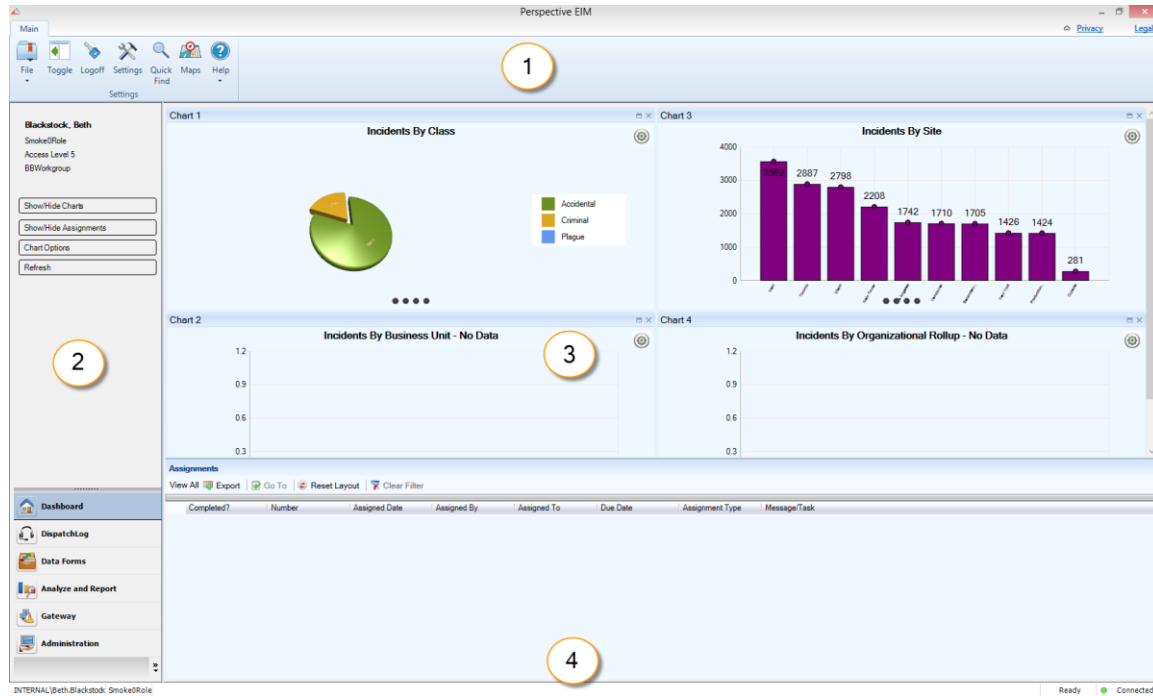 Perspective EIM
Main
Privacy Legal
File Toggle Logoff Settings Quick Find Maps Help
Settings
1
Blackstock, Beth
Smoke0Role
Access Level 5
BBWorkgroup
Show/Hide Charts
Show/Hide Assignments
Chart Options
Refresh
2
Dashboard
DispatchLog
Data Forms
Analyze and Report
Gateway
Administration
Chart 1
Incidents By Class
Accidental
Criminal
Plague
Chart 3
Incidents By Site
4000
3000
2000
1000
0
3562 2887 2798 2208 1742 1710 1705 1426 1424 281
Chart 2
Incidents By Business Unit - No Data
1.2
0.9
0.6
0.3
3
Chart 4
Incidents By Organizational Rollup - No Data
1.2
0.9
0.6
0.3
Assignments
View All Export Go To Reset Layout Clear Filter
Completed? Number Assigned Date Assigned By Assigned To Due Date Assignment Type Message/Task
4
INTERNAL\Beth.Blackstock Smoke0Role
Ready Connected